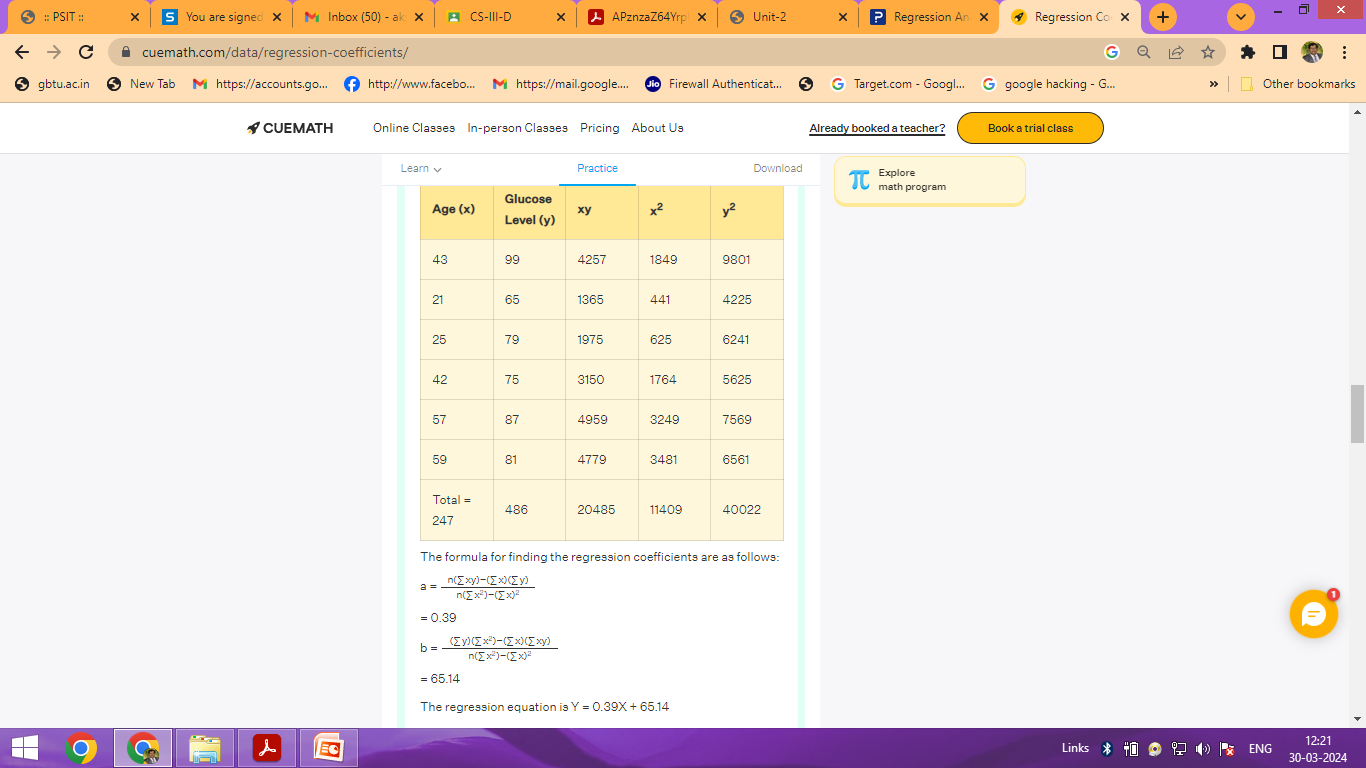 :: PSIT ::
You are signed
Inbox (50) - ak
CS-III-D
APznzaZ64Yrp
Unit-2
Regression An
Regression Co
cuemath.com/data/regression-coefficients/
gbtu.ac.in
New Tab
https://accounts.go...
http://www.facebo...
https://mail.google....
Jio
Firewall Authenticat...
Target.com - Googl...
google hacking - G...
»
Other bookmarks
CUEMATH
Online Classes
In-person Classes
Pricing
About Us
Already booked a teacher?
Book a trial class
Learn
Practice
Download
Explore
math program
Age (x) Glucose Level (y) xy x² y²
43 99 4257 1849 9801
21 65 1365 441 4225
25 79 1975 625 6241
42 75 3150 1764 5625
57 87 4959 3249 7569
59 81 4779 3481 6561
Total = 247 486 20485 11409 40022
The formula for finding the regression coefficients are as follows:
a = n(∑xy)−(∑x)(∑y)
n(∑x²)−(∑x)²
= 0.39
b = (∑y)(∑x²)−(∑x)(∑xy)
n(∑x²)−(∑x)²
= 65.14
The regression equation is Y = 0.39X + 65.14
1
Links
ENG
12:21
30-03-2024